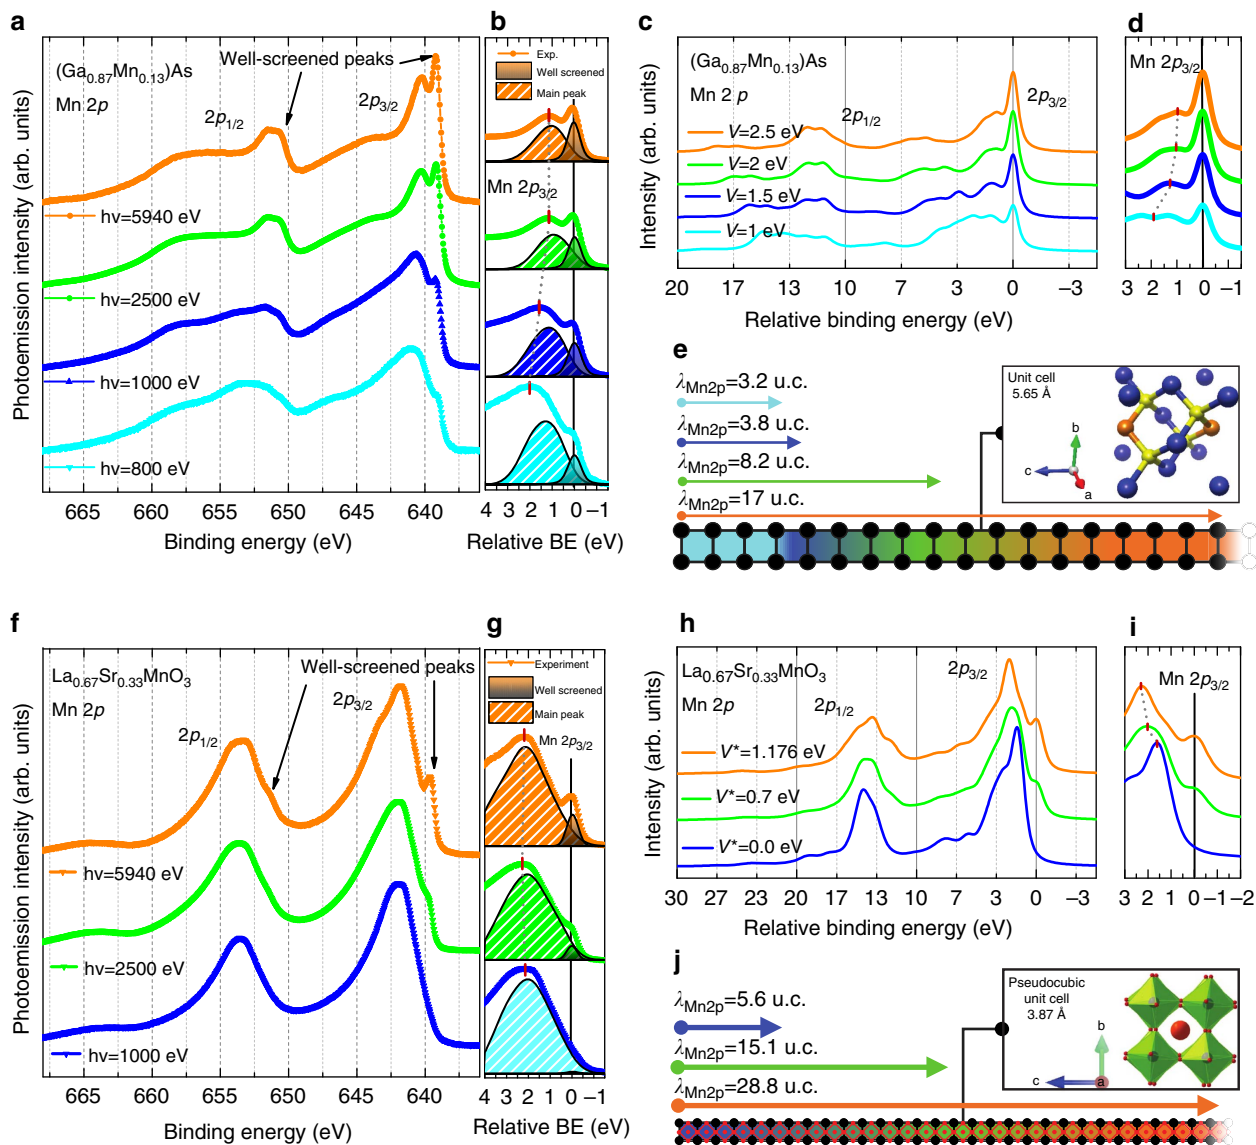 a
Photoemission intensity (arb. units)
(Ga0.87Mn0.13)As
Mn 2p
Well-screened peaks
2p1/2
2p3/2
hv=5940 eV
hv=2500 eV
hv=1000 eV
hv=800 eV
665 660 655 650 645 640
Binding energy (eV)
b
Exp.
Well screened
Main peak
Mn 2p3/2
4 3 2 1 0 −1
Relative BE (eV)
c
Intensity (arb. units)
(Ga0.87Mn0.13)As
Mn 2 p
2p1/2
2p3/2
V=2.5 eV
V=2 eV
V=1.5 eV
V=1 eV
20 17 13 10 7 3 0 −3
Relative binding energy (eV)
d
Mn 2p3/2
3 2 1 0 −1
e
λMn2p=3.2 u.c.
λMn2p=3.8 u.c.
λMn2p=8.2 u.c.
λMn2p=17 u.c.
Unit cell
5.65 Å
b
c
a
f
Photoemission intensity (arb. units)
La0.67Sr0.33MnO3
Mn 2p
Well-screened peaks
2p1/2
2p3/2
hv=5940 eV
hv=2500 eV
hv=1000 eV
665 660 655 650 645 640
Binding energy (eV)
g
Experiment
Well screened
Main peak
Mn 2p3/2
4 3 2 1 0 −1
Relative BE (eV)
h
Intensity (arb. units)
La0.67Sr0.33MnO3
Mn 2p
2p1/2
2p3/2
V*=1.176 eV
V*=0.7 eV
V*=0.0 eV
30 27 23 20 17 13 10 7 3 0 −3
Relative binding energy (eV)
i
Mn 2p3/2
3 2 1 0 −1 −2
j
λMn2p=5.6 u.c.
λMn2p=15.1 u.c.
λMn2p=28.8 u.c.
Pseudocubic
unit cell
3.87 Å
b
c
a